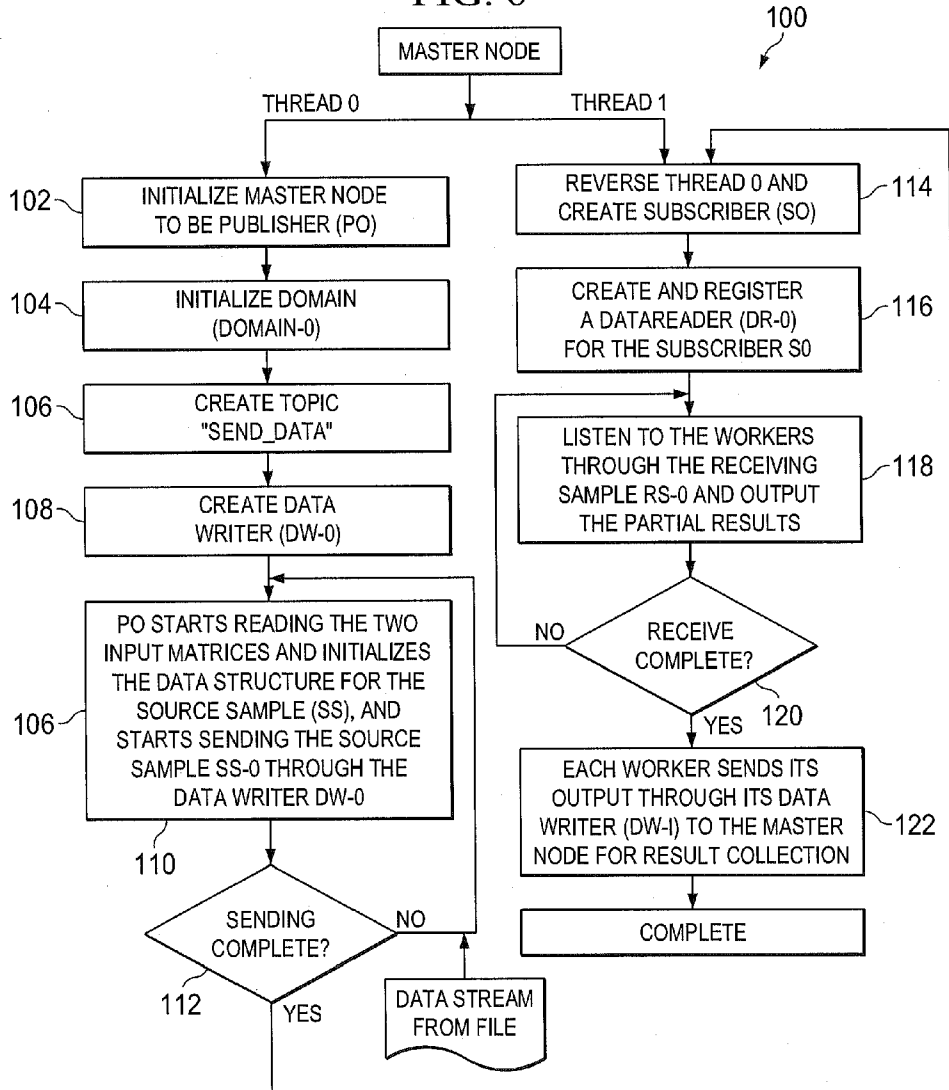 FIG. 6
100
MASTER NODE
THREAD 0
THREAD 1
102
INITIALIZE MASTER NODE
TO BE PUBLISHER (PO)
104
INITIALIZE DOMAIN
(DOMAIN-0)
106
CREATE TOPIC
"SEND_DATA"
108
CREATE DATA
WRITER (DW-0)
106
PO STARTS READING THE TWO
INPUT MATRICES AND INITIALIZES
THE DATA STRUCTURE FOR THE
SOURCE SAMPLE (SS), AND
STARTS SENDING THE SOURCE
SAMPLE SS-0 THROUGH THE
DATA WRITER DW-0
110
SENDING
COMPLETE?
NO
112
YES
DATA STREAM
FROM FILE
REVERSE THREAD 0 AND
CREATE SUBSCRIBER (SO)
114
CREATE AND REGISTER
A DATAREADER (DR-0)
FOR THE SUBSCRIBER S0
116
LISTEN TO THE WORKERS
THROUGH THE RECEIVING
SAMPLE RS-0 AND OUTPUT
THE PARTIAL RESULTS
118
NO
RECEIVE
COMPLETE?
120
YES
EACH WORKER SENDS ITS
OUTPUT THROUGH ITS DATA
WRITER (DW-I) TO THE MASTER
NODE FOR RESULT COLLECTION
122
COMPLETE